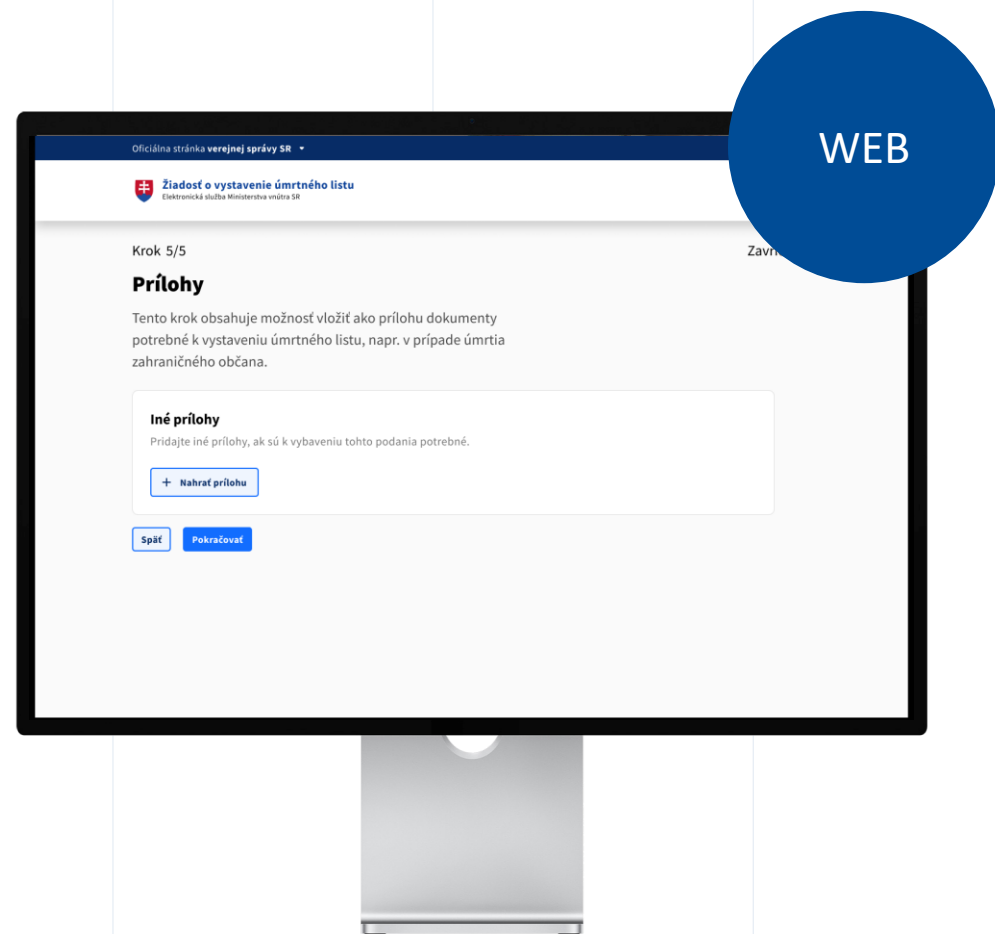 WEB
Oficiálna stránka verejnej správy SR
Žiadosť o vystavenie úmrtného listu
Elektronická služba Ministerstva vnútra SR
Krok 5/5
Prílohy
Tento krok obsahuje možnosť vložiť ako prílohu dokumenty
potrebné k vystaveniu úmrtného listu, napr. v prípade úmrtia
zahraničného občana.
Iné prílohy
Pridajte iné prílohy, ak sú k vybaveniu tohto podania potrebné.
+ Nahrať prílohu
Späť Pokračovať